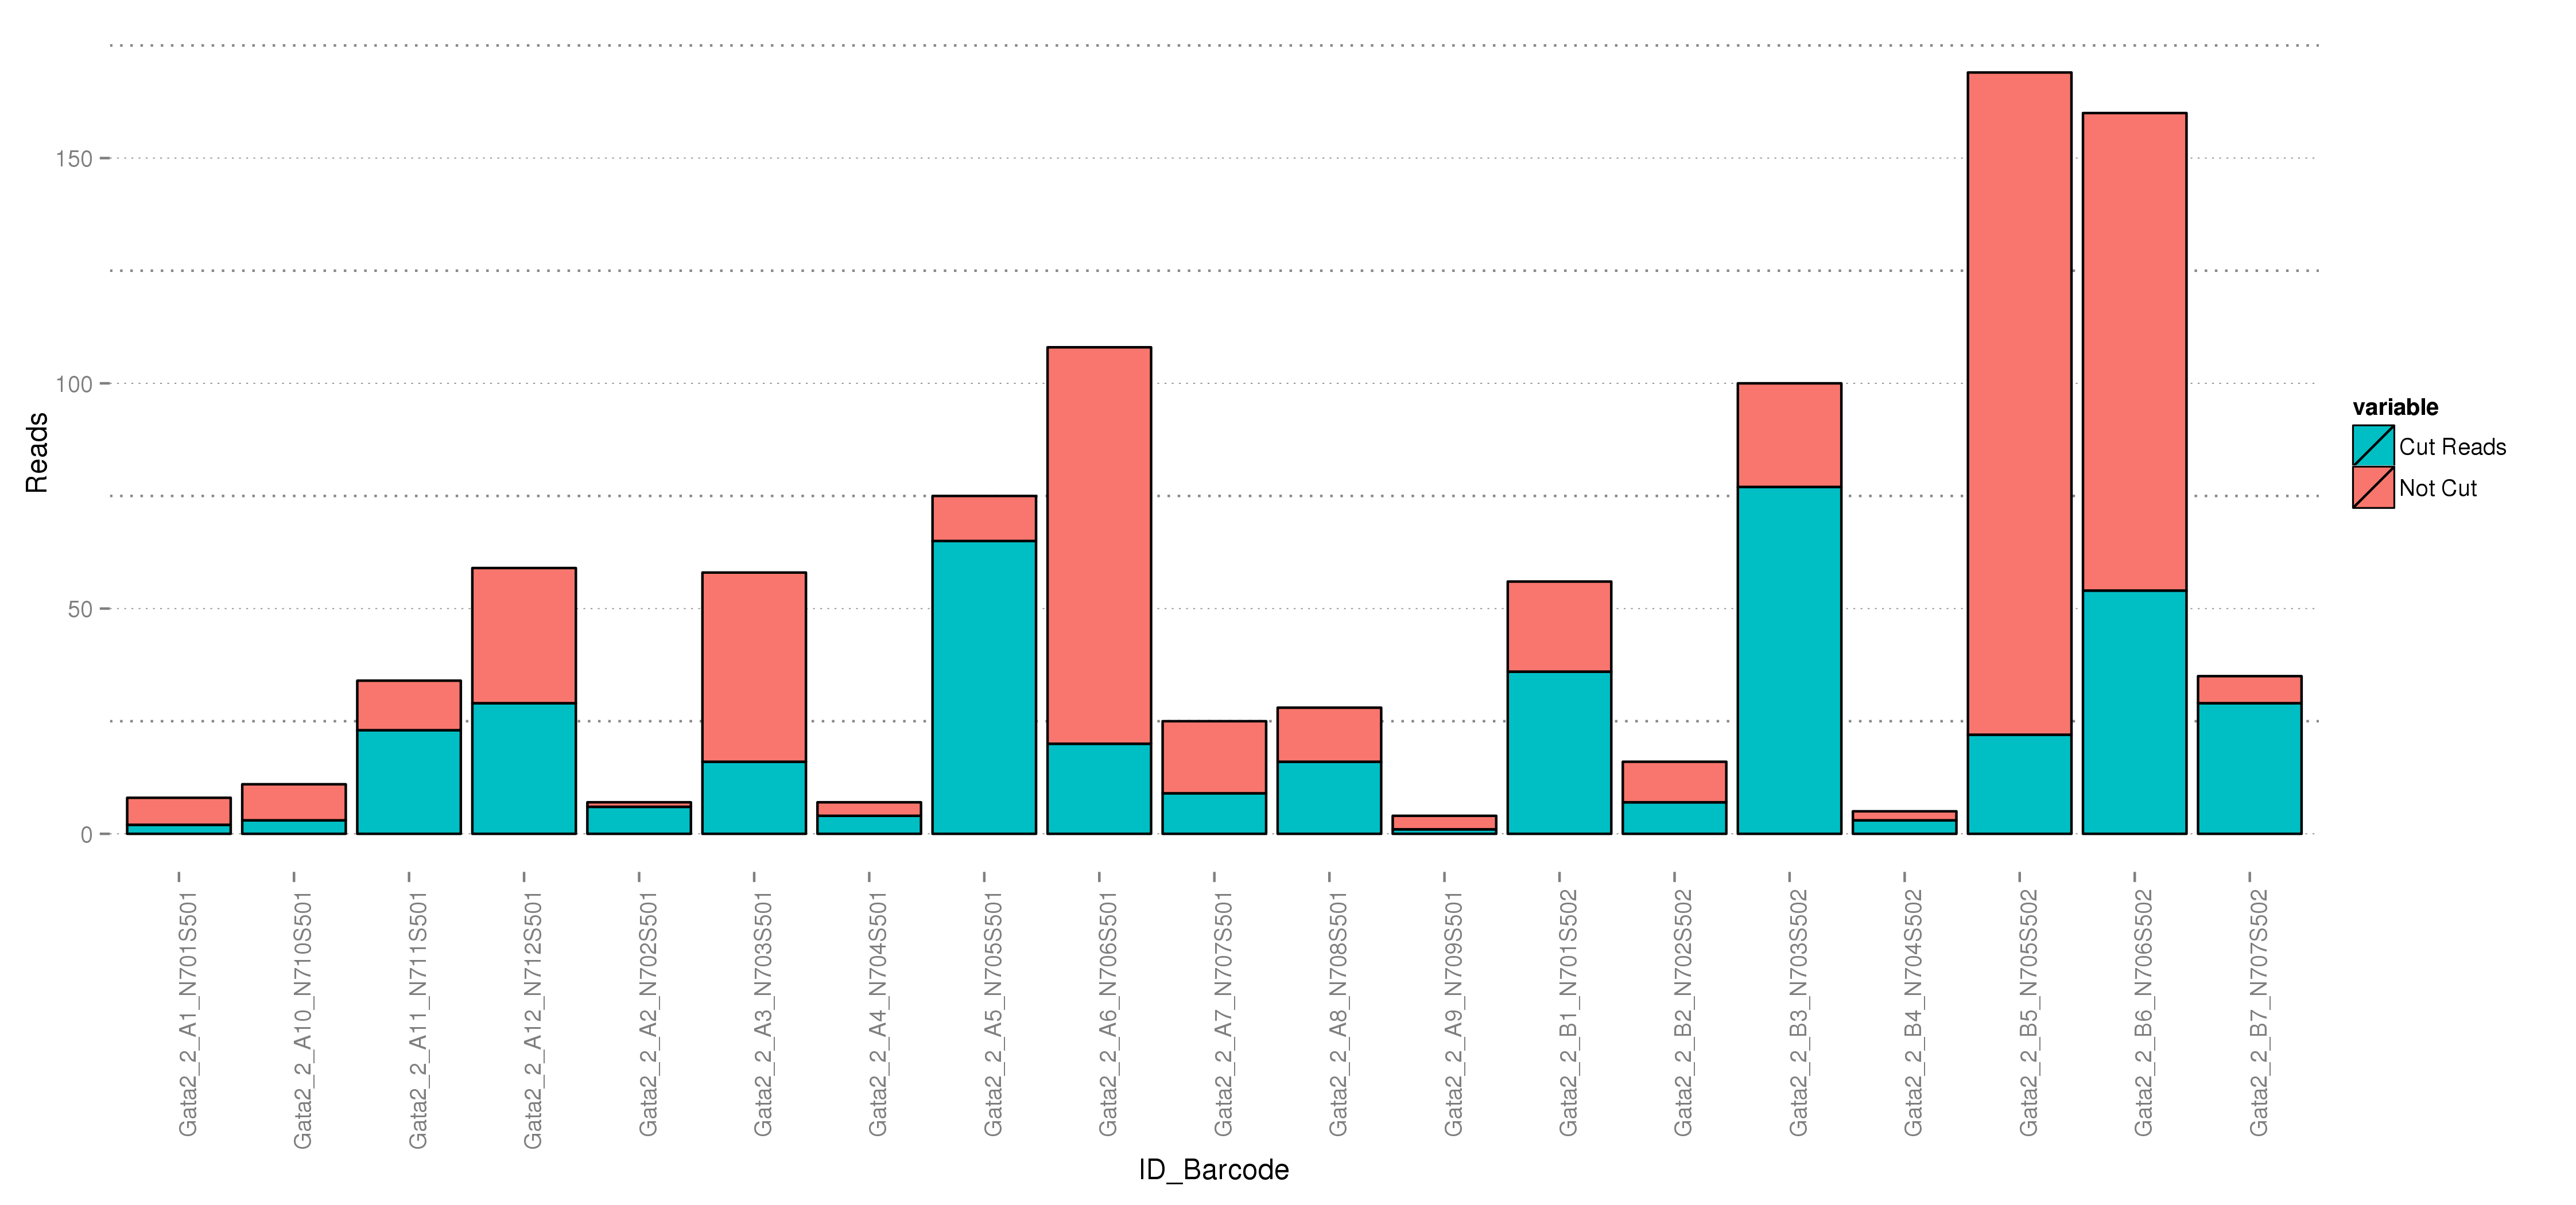 150
100
50
0
Reads
Gata2_2_A1_N701S501
Gata2_2_A10_N710S501
Gata2_2_A11_N711S501
Gata2_2_A12_N712S501
Gata2_2_A2_N702S501
Gata2_2_A3_N703S501
Gata2_2_A4_N704S501
Gata2_2_A5_N705S501
Gata2_2_A6_N706S501
Gata2_2_A7_N707S501
Gata2_2_A8_N708S501
Gata2_2_A9_N709S501
Gata2_2_B1_N701S502
Gata2_2_B2_N702S502
Gata2_2_B3_N703S502
Gata2_2_B4_N704S502
Gata2_2_B5_N705S502
Gata2_2_B6_N706S502
Gata2_2_B7_N707S502
ID_Barcode
variable
Cut Reads
Not Cut